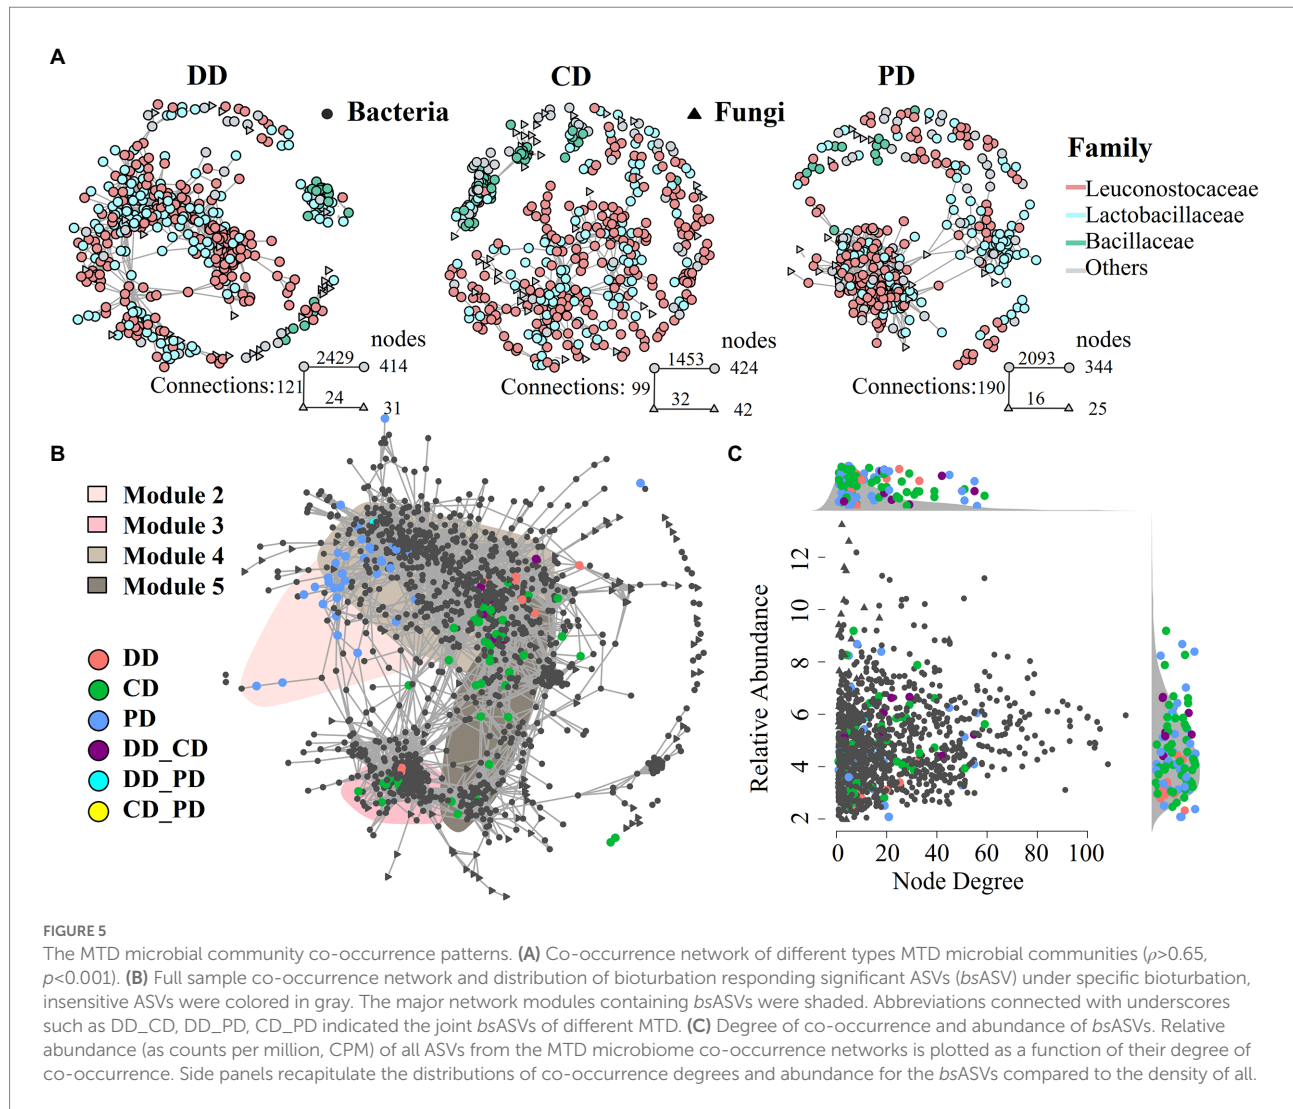 A
DD
CD
PD
Bacteria
Fungi
Family
Leuconostocaceae
Lactobacillaceae
Bacillaceae
Others
nodes
2429
414
Connections:121
24
31
nodes
1453
424
Connections: 99
32
42
nodes
2093
344
Connections:190
16
25
B
Module 2
Module 3
Module 4
Module 5
DD
CD
PD
DD_CD
DD_PD
CD_PD
C
Relative Abundance
12
10
8
6
4
2
0 20 40 60 80 100
Node Degree
FIGURE 5
The MTD microbial community co-occurrence patterns. (A) Co-occurrence network of different types MTD microbial communities (ρ>0.65,
p<0.001). (B) Full sample co-occurrence network and distribution of bioturbation responding significant ASVs (bsASV) under specific bioturbation,
insensitive ASVs were colored in gray. The major network modules containing bsASVs were shaded. Abbreviations connected with underscores
such as DD_CD, DD_PD, CD_PD indicated the joint bsASVs of different MTD. (C) Degree of co-occurrence and abundance of bsASVs. Relative
abundance (as counts per million, CPM) of all ASVs from the MTD microbiome co-occurrence networks is plotted as a function of their degree of
co-occurrence. Side panels recapitulate the distributions of co-occurrence degrees and abundance for the bsASVs compared to the density of all.